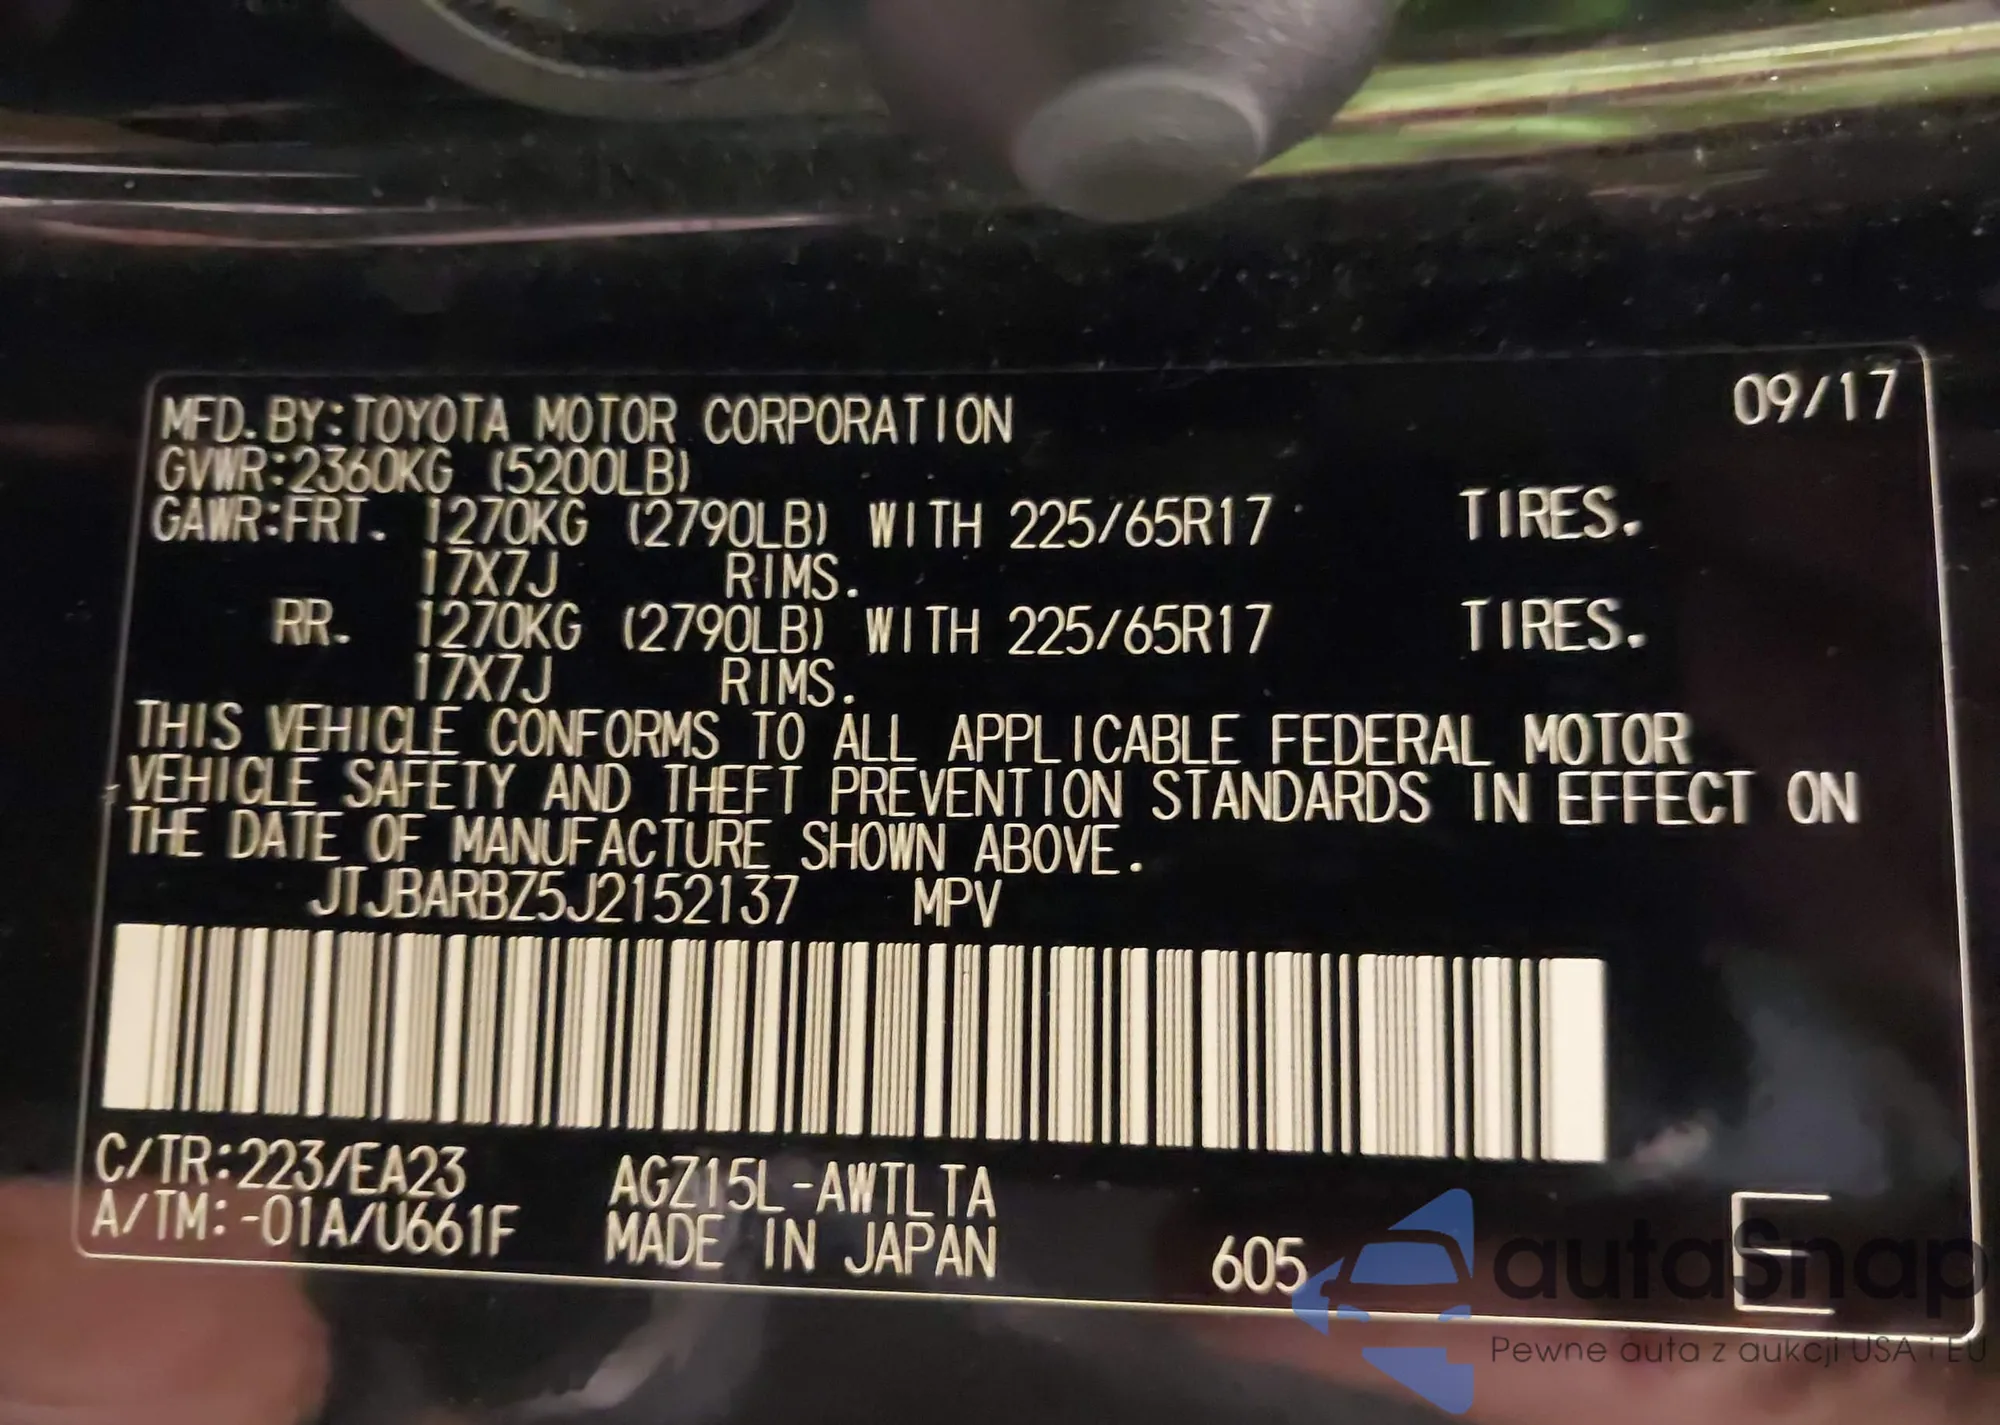 MFD.BY:TOYOTA MOTOR CORPORATION 09/17
GVWR:2360KG (5200LB)
GAWR:FRT. 1270KG (2790LB) WITH 225/65R17 TIRES.
17X7J RIMS.
RR. 1270KG (2790LB) WITH 225/65R17 TIRES.
17X7J RIMS.
THIS VEHICLE CONFORMS TO ALL APPLICABLE FEDERAL MOTOR
VEHICLE SAFETY AND THEFT PREVENTION STANDARDS IN EFFECT ON
THE DATE OF MANUFACTURE SHOWN ABOVE.
JTJBARBZ5J2152137 MPV
C/TR:223/EA23 AGZ15L-AWTLTA
A/TM:-01A/U661F MADE IN JAPAN 605 E
autaSnap
Pewne auta z aukcji USA i EU